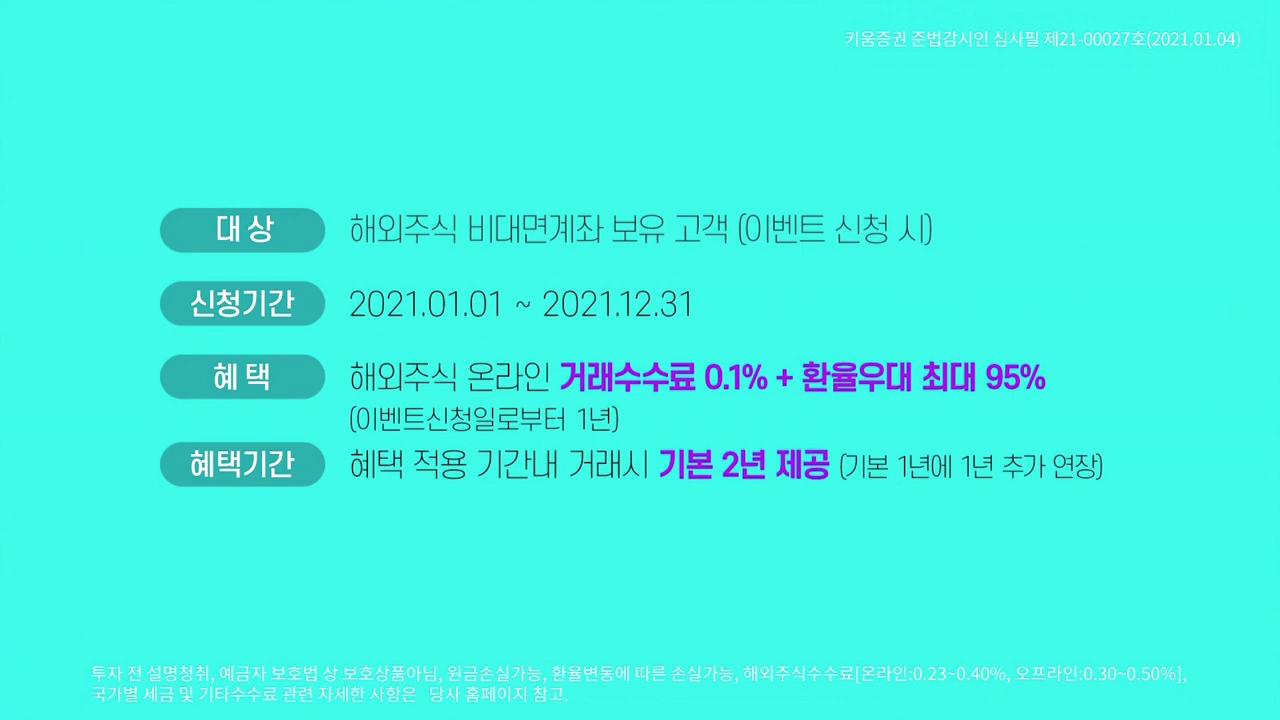 키움증권 준법감시인 심사필 제21-00027호(2021.01.04)
대 상 해외주식 비대면계좌 보유 고객 (이벤트 신청 시)
신청기간 2021.01.01 ~ 2021.12.31
혜 택 해외주식 온라인 거래수수료 0.1% + 환율우대 최대 95%
(이벤트신청일로부터 1년)
혜택기간 혜택 적용 기간내 거래시 기본 2년 제공 (기본 1년에 1년 추가 연장)
투자 전 설명청취, 예금자 보호법 상 보호상품아님, 원금손실가능, 환율변동에 따른 손실가능, 해외주식수수료[온라인:0.23~0.40%, 오프라인:0.30~0.50%],
국가별 세금 및 기타수수료 관련 자세한 사항은 당사 홈페이지 참고.